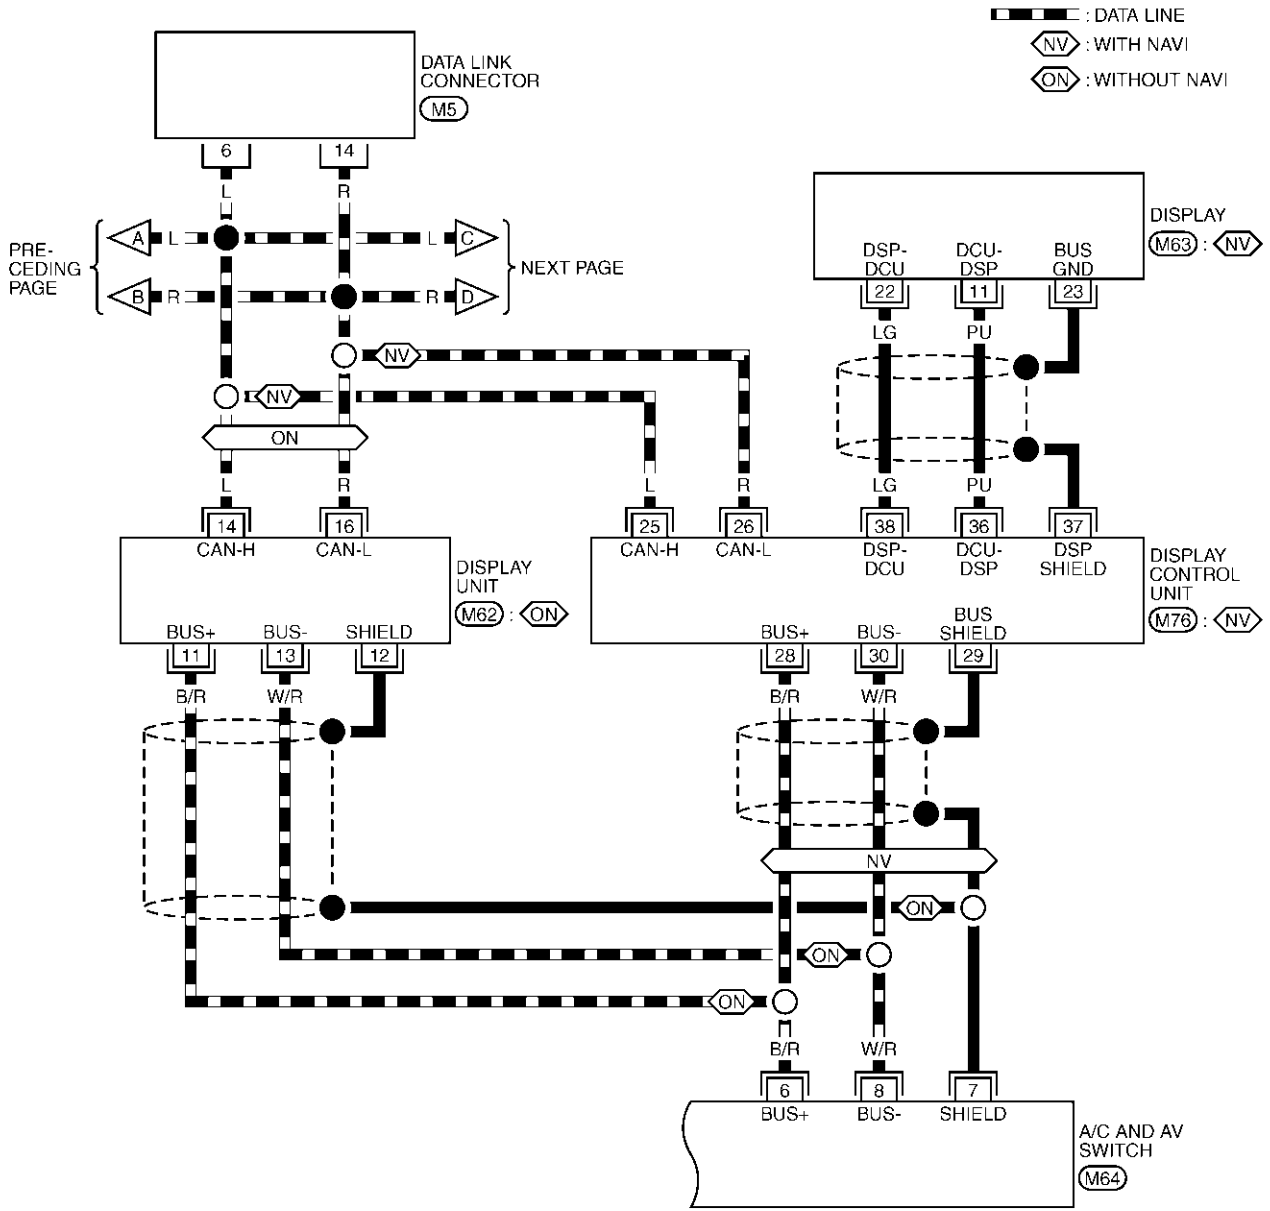 : DATA LINE
NV : WITH NAVI
ON : WITHOUT NAVI
DATA LINK
CONNECTOR
M5
6 14
L R
PRE-
CEDING
PAGE
A L L C
B R R D
NEXT PAGE
NV
NV
ON
L R L R
14 16 25 26
CAN-H CAN-L
DISPLAY
UNIT
M62 : ON
BUS+ BUS- SHIELD
11 13 12
B/R W/R
DISPLAY
M63 : NV
DSP-
DCU
DCU-
DSP
BUS
GND
22 11 23
LG PU
LG PU
38 36 37
CAN-H CAN-L
DSP-
DCU
DCU-
DSP
DSP
SHIELD
DISPLAY
CONTROL
UNIT
M76 : NV
BUS+ BUS-
BUS
SHIELD
28 30 29
B/R W/R
NV
ON
ON
ON
B/R W/R
6 8 7
BUS+ BUS- SHIELD
A/C AND AV
SWITCH
M64